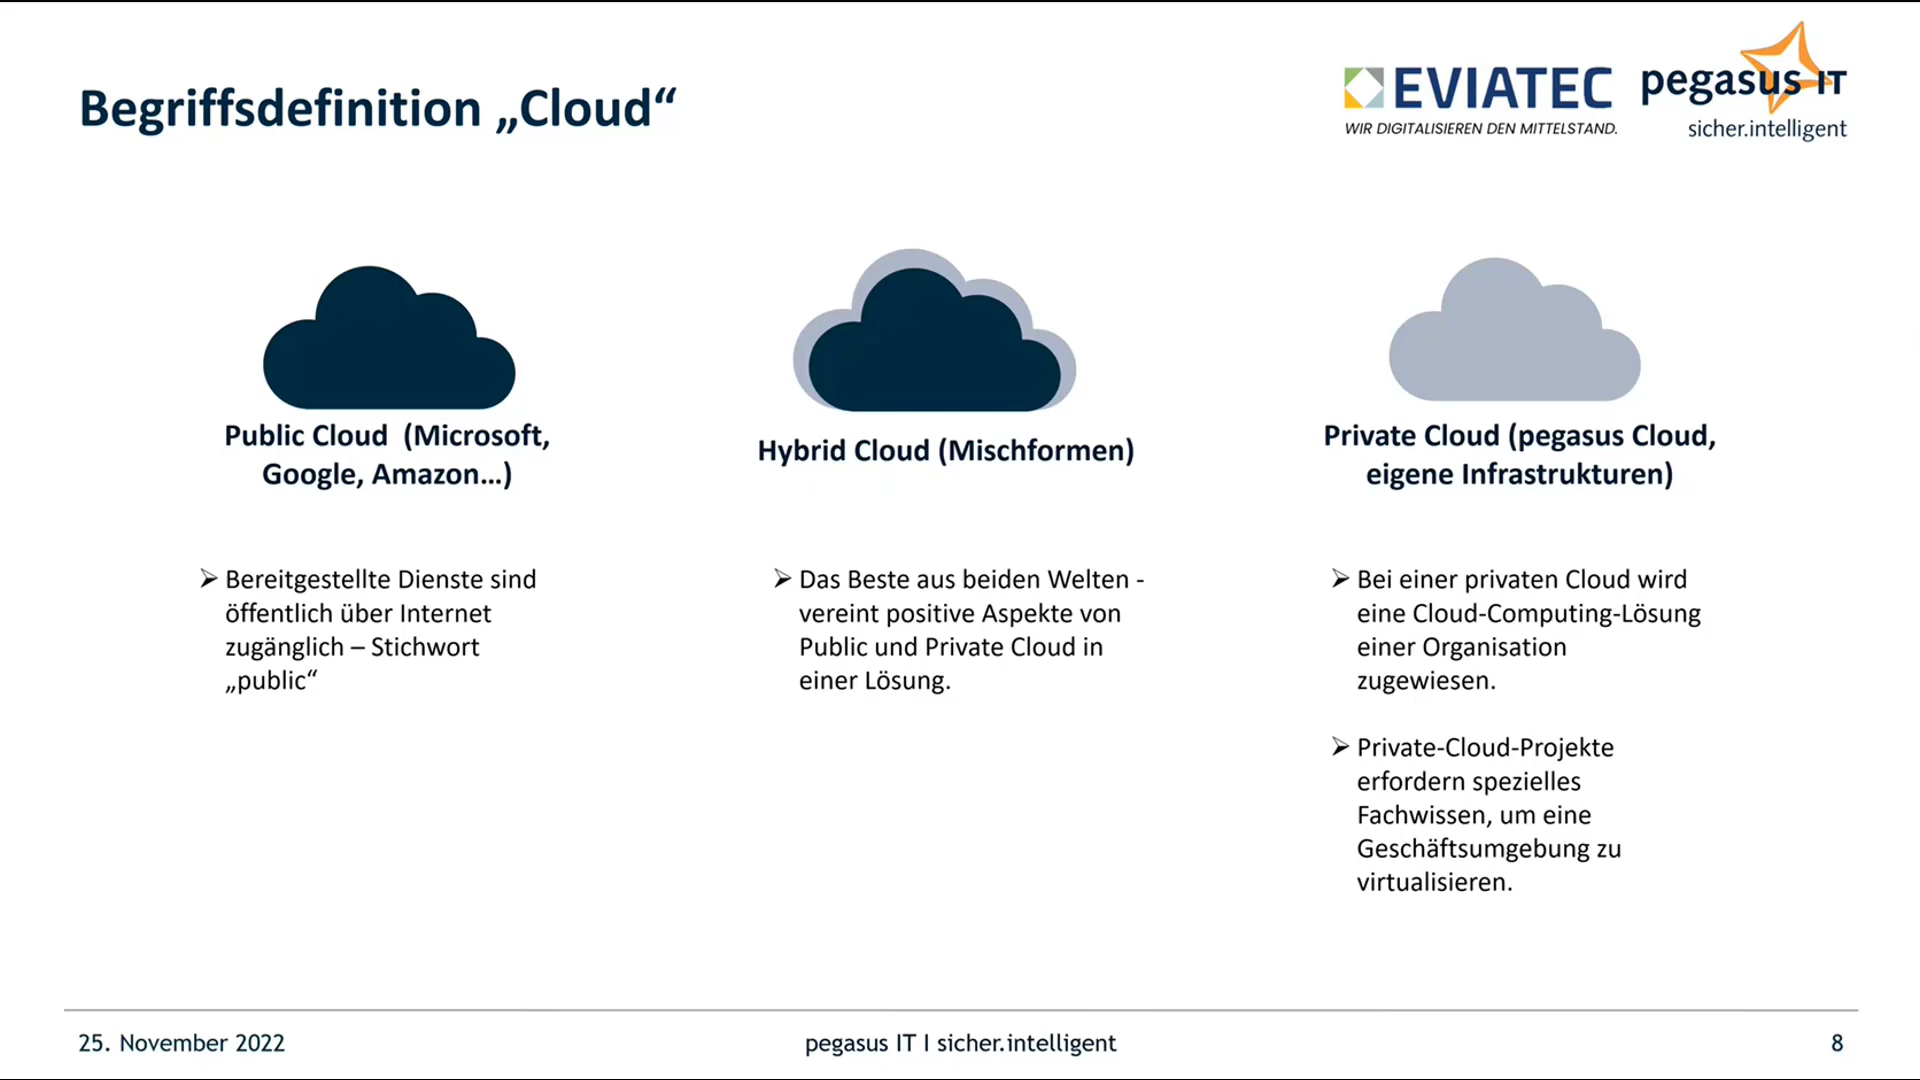 Begriffsdefinition „Cloud“
EVIATEC
WIR DIGITALISIEREN DEN MITTELSTAND.
pegasus IT
sicher.intelligent
Public Cloud (Microsoft,
Google, Amazon…)
Bereitgestellte Dienste sind
öffentlich über Internet
zugänglich – Stichwort
„public“
Hybrid Cloud (Mischformen)
Das Beste aus beiden Welten -
vereint positive Aspekte von
Public und Private Cloud in
einer Lösung.
Private Cloud (pegasus Cloud,
eigene Infrastrukturen)
Bei einer privaten Cloud wird
eine Cloud-Computing-Lösung
einer Organisation
zugewiesen.
Private-Cloud-Projekte
erfordern spezielles
Fachwissen, um eine
Geschäftsumgebung zu
virtualisieren.
25. November 2022
pegasus IT I sicher.intelligent
8